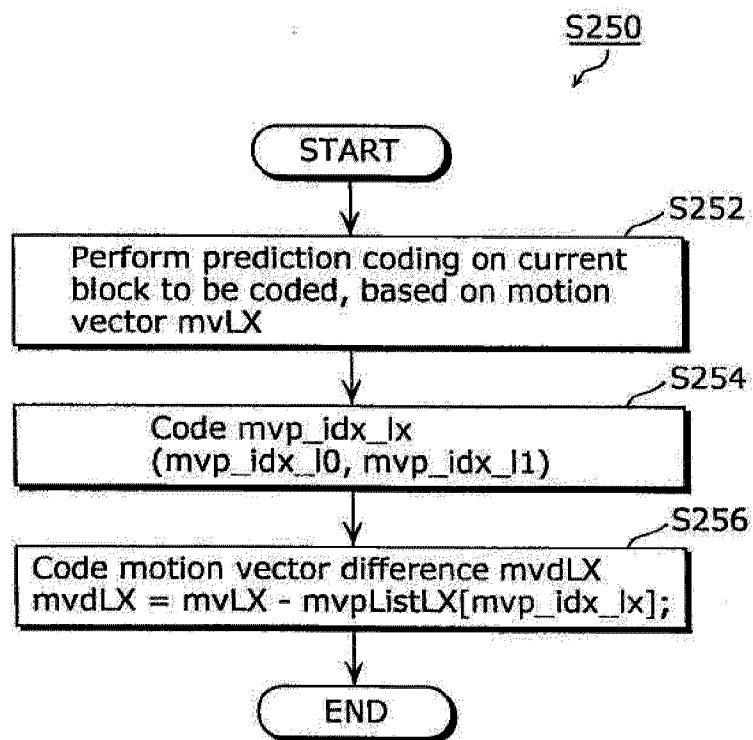 S250
START
S252
Perform prediction coding on current
block to be coded, based on motion
vector mvLX
S254
Code mvp_idx_lx
(mvp_idx_l0, mvp_idx_l1)
S256
Code motion vector difference mvdLX
mvdLX = mvLX - mvpListLX[mvp_idx_lx];
END